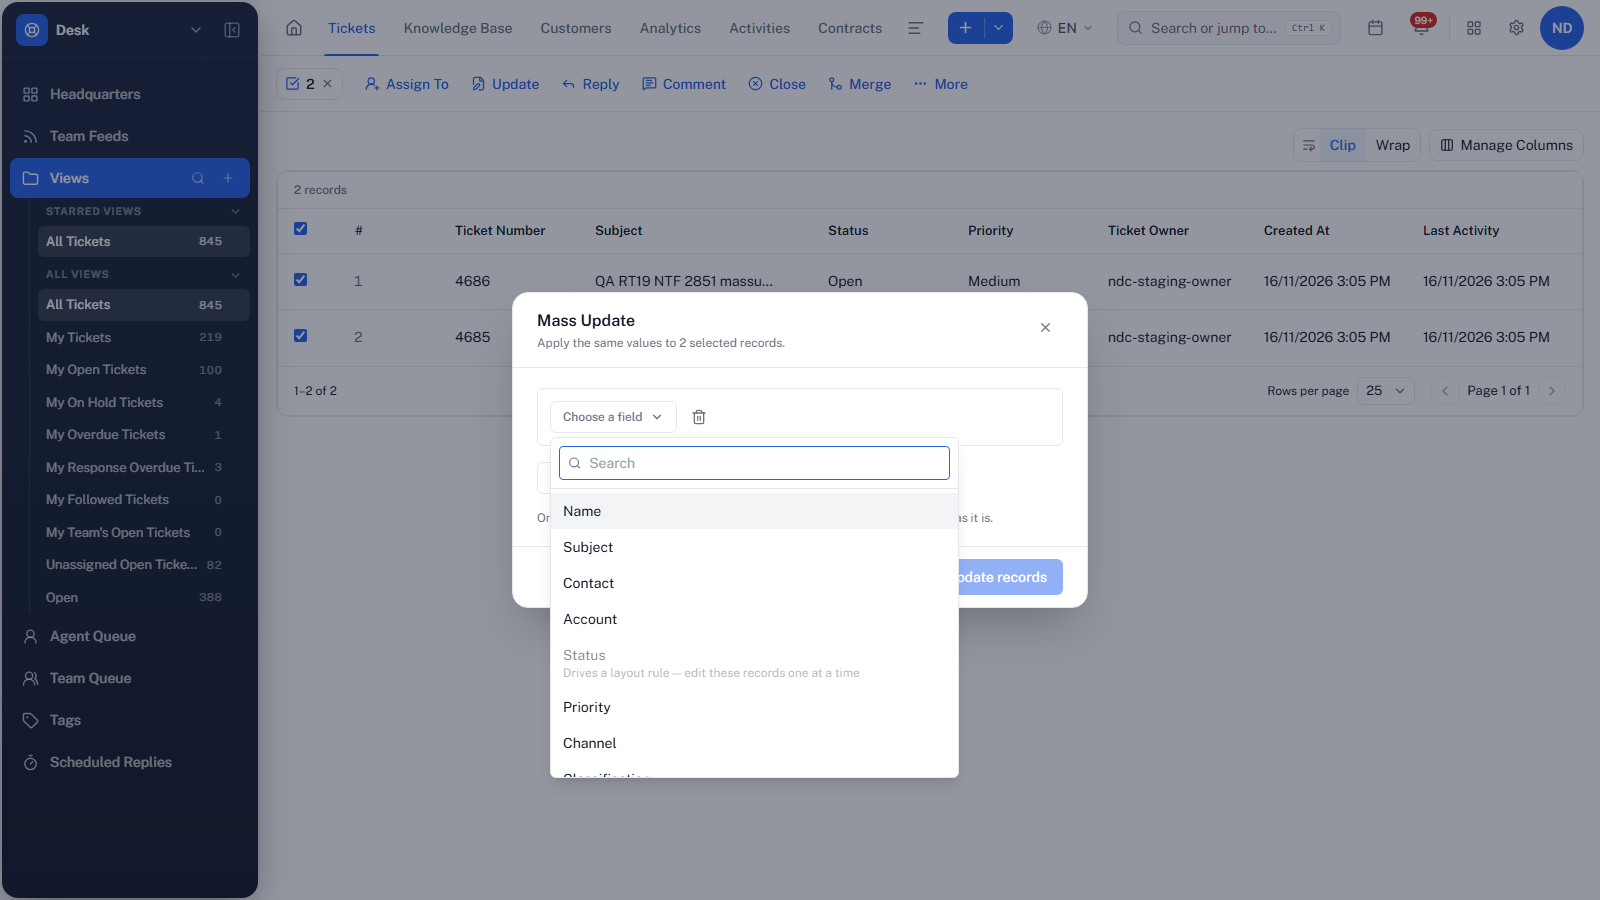 Desk
Tickets
Knowledge Base
Customers
Analytics
Activities
Contracts
EN
Search or jump to...
Ctrl K
99+
ND
Headquarters
Team Feeds
Views
STARRED VIEWS
All Tickets 845
ALL VIEWS
All Tickets 845
My Tickets 219
My Open Tickets 100
My On Hold Tickets 4
My Overdue Tickets 1
My Response Overdue Ti... 3
My Followed Tickets 0
My Team's Open Tickets 0
Unassigned Open Ticke... 82
Open 388
Agent Queue
Team Queue
Tags
Scheduled Replies
2
Assign To
Update
Reply
Comment
Close
Merge
More
Clip
Wrap
Manage Columns
2 records
# Ticket Number Subject Status Priority Ticket Owner Created At Last Activity
1 4686 QA RT19 NTF 2851 massu... Open Medium ndc-staging-owner 16/11/2026 3:05 PM 16/11/2026 3:05 PM
2 4685 ndc-staging-owner 16/11/2026 3:05 PM 16/11/2026 3:05 PM
1–2 of 2
Rows per page 25
Page 1 of 1
Mass Update
Apply the same values to 2 selected records.
Choose a field
Search
Name
Subject
Contact
Account
Status
Drives a layout rule — edit these records one at a time
Priority
Channel
as it is.